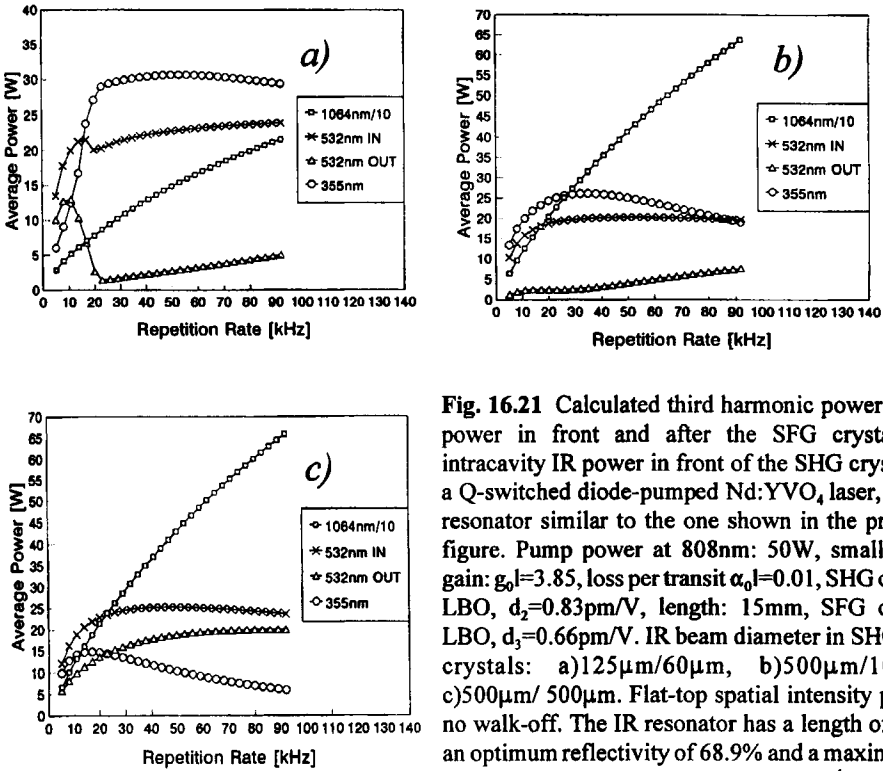 40
35
30
25
20
15
10
5
0
Average Power [W]
a)
1064nm/10
532nm IN
532nm OUT
355nm
0 10 20 30 40 50 60 70 80 90 100 110 120 130 140
Repetition Rate [kHz]
70
65
60
55
50
45
40
35
30
25
20
15
10
5
0
Average Power [W]
b)
1064nm/10
532nm IN
532nm OUT
355nm
0 10 20 30 40 50 60 70 80 90 100 110 120 130 140
Repetition Rate [kHz]
70
65
60
55
50
45
40
35
30
25
20
15
10
5
0
Average Power [W]
c)
1064nm/10
532nm IN
532nm OUT
355nm
0 10 20 30 40 50 60 70 80 90 100 110 120 130 140
Repetition Rate [kHz]
Fig. 16.21 Calculated third harmonic power
power in front and after the SFG crysta
intracavity IR power in front of the SHG crys
a Q-switched diode-pumped Nd:YVO₄ laser,
resonator similar to the one shown in the pr
figure. Pump power at 808nm: 50W, small
gain: g₀l=3.85, loss per transit α₀l=0.01, SHG c
LBO, d₂=0.83pm/V, length: 15mm, SFG c
LBO, d₃=0.66pm/V. IR beam diameter in SHG
crystals: a)125μm/60μm, b)500μm/1
c)500μm/ 500μm. Flat-top spatial intensity p
no walk-off. The IR resonator has a length o
an optimum reflectivity of 68.9% and a maxin